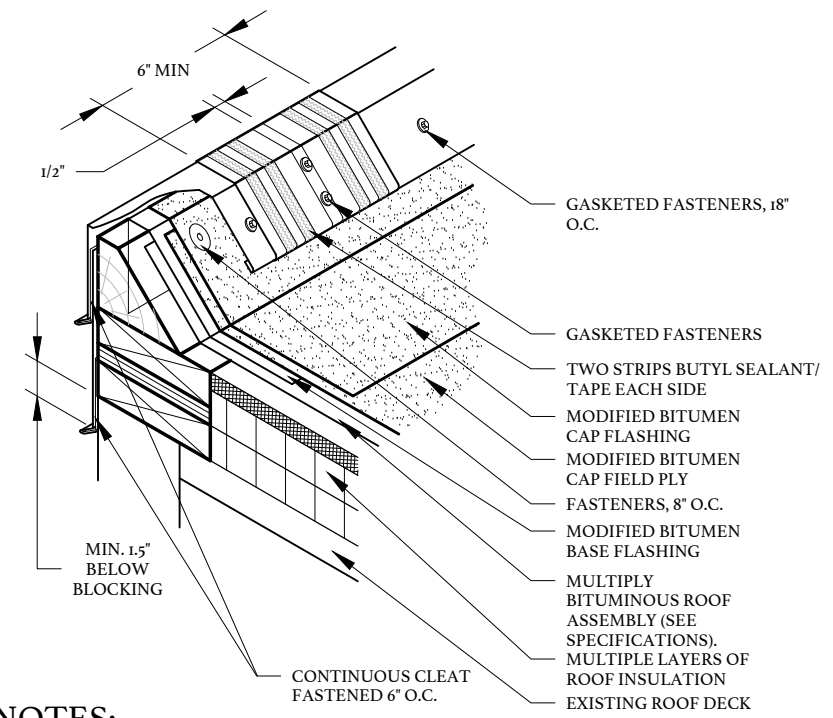 6" MIN
1/2"
GASKETED FASTENERS, 18"
O.C.
GASKETED FASTENERS
TWO STRIPS BUTYL SEALANT/
TAPE EACH SIDE
MODIFIED BITUMEN
CAP FLASHING
MODIFIED BITUMEN
CAP FIELD PLY
FASTENERS, 8" O.C.
MODIFIED BITUMEN
BASE FLASHING
MULTIPLY
BITUMINOUS ROOF
ASSEMBLY (SEE
SPECIFICATIONS).
MULTIPLE LAYERS OF
ROOF INSULATION
EXISTING ROOF DECK
MIN. 1.5"
BELOW
BLOCKING
CONTINUOUS CLEAT
FASTENED 6" O.C.
NOTES: